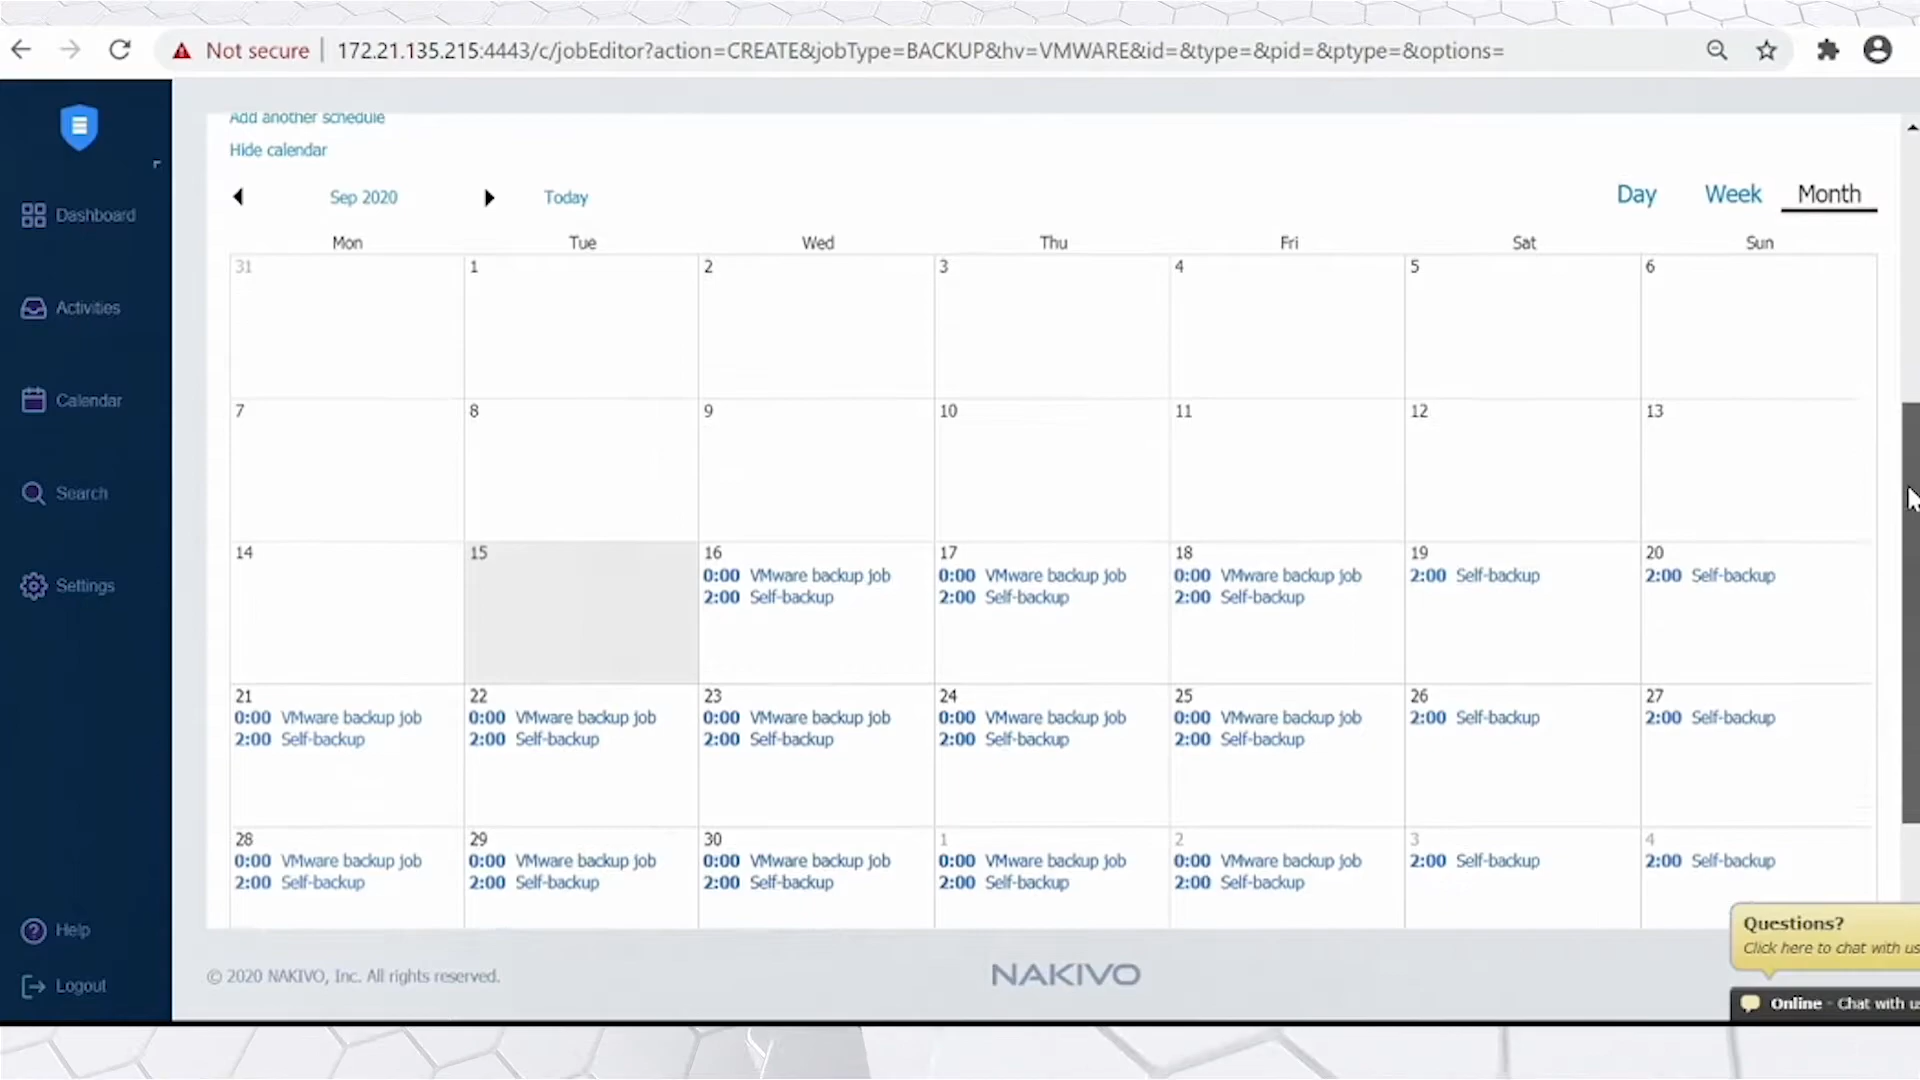 Not secure 172.21.135.215:4443/c/jobEditor?action=CREATE&jobType=BACKUP&hv=VMWARE&id=&type=&pid=&ptype=&options=
Add another schedule
Hide calendar
Sep 2020 Today Day Week Month
Dashboard
Activities
Calendar
Search
Settings
Help
Logout
Mon Tue Wed Thu Fri Sat Sun
31 1 2 3 4 5 6
7 8 9 10 11 12 13
14 15 16 17 18 19 20
0:00 VMware backup job 0:00 VMware backup job 0:00 VMware backup job 2:00 Self-backup 2:00 Self-backup
2:00 Self-backup 2:00 Self-backup 2:00 Self-backup
21 22 23 24 25 26 27
0:00 VMware backup job 0:00 VMware backup job 0:00 VMware backup job 0:00 VMware backup job 0:00 VMware backup job 2:00 Self-backup 2:00 Self-backup
2:00 Self-backup 2:00 Self-backup 2:00 Self-backup 2:00 Self-backup 2:00 Self-backup
28 29 30 1 2 3 4
0:00 VMware backup job 0:00 VMware backup job 0:00 VMware backup job 0:00 VMware backup job 0:00 VMware backup job 2:00 Self-backup 2:00 Self-backup
2:00 Self-backup 2:00 Self-backup 2:00 Self-backup 2:00 Self-backup 2:00 Self-backup
Questions?
Click here to chat with us
© 2020 NAKIVO, Inc. All rights reserved. NAKIVO
Online - Chat with us